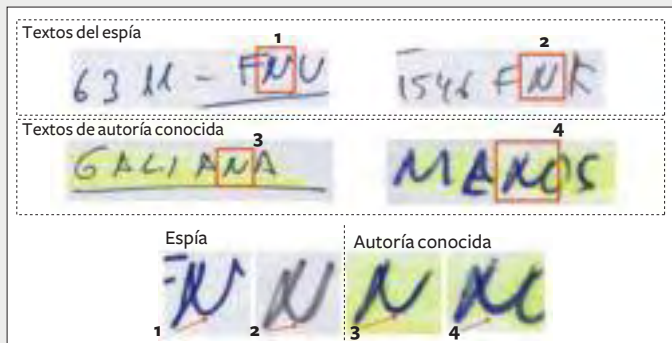 Textos del espía
1
2
63 11 - FNU
1546 FNK
Textos de autoría conocida
3
4
GALIANA
MANOS
Espía
Autoría conocida
1
2
3
4